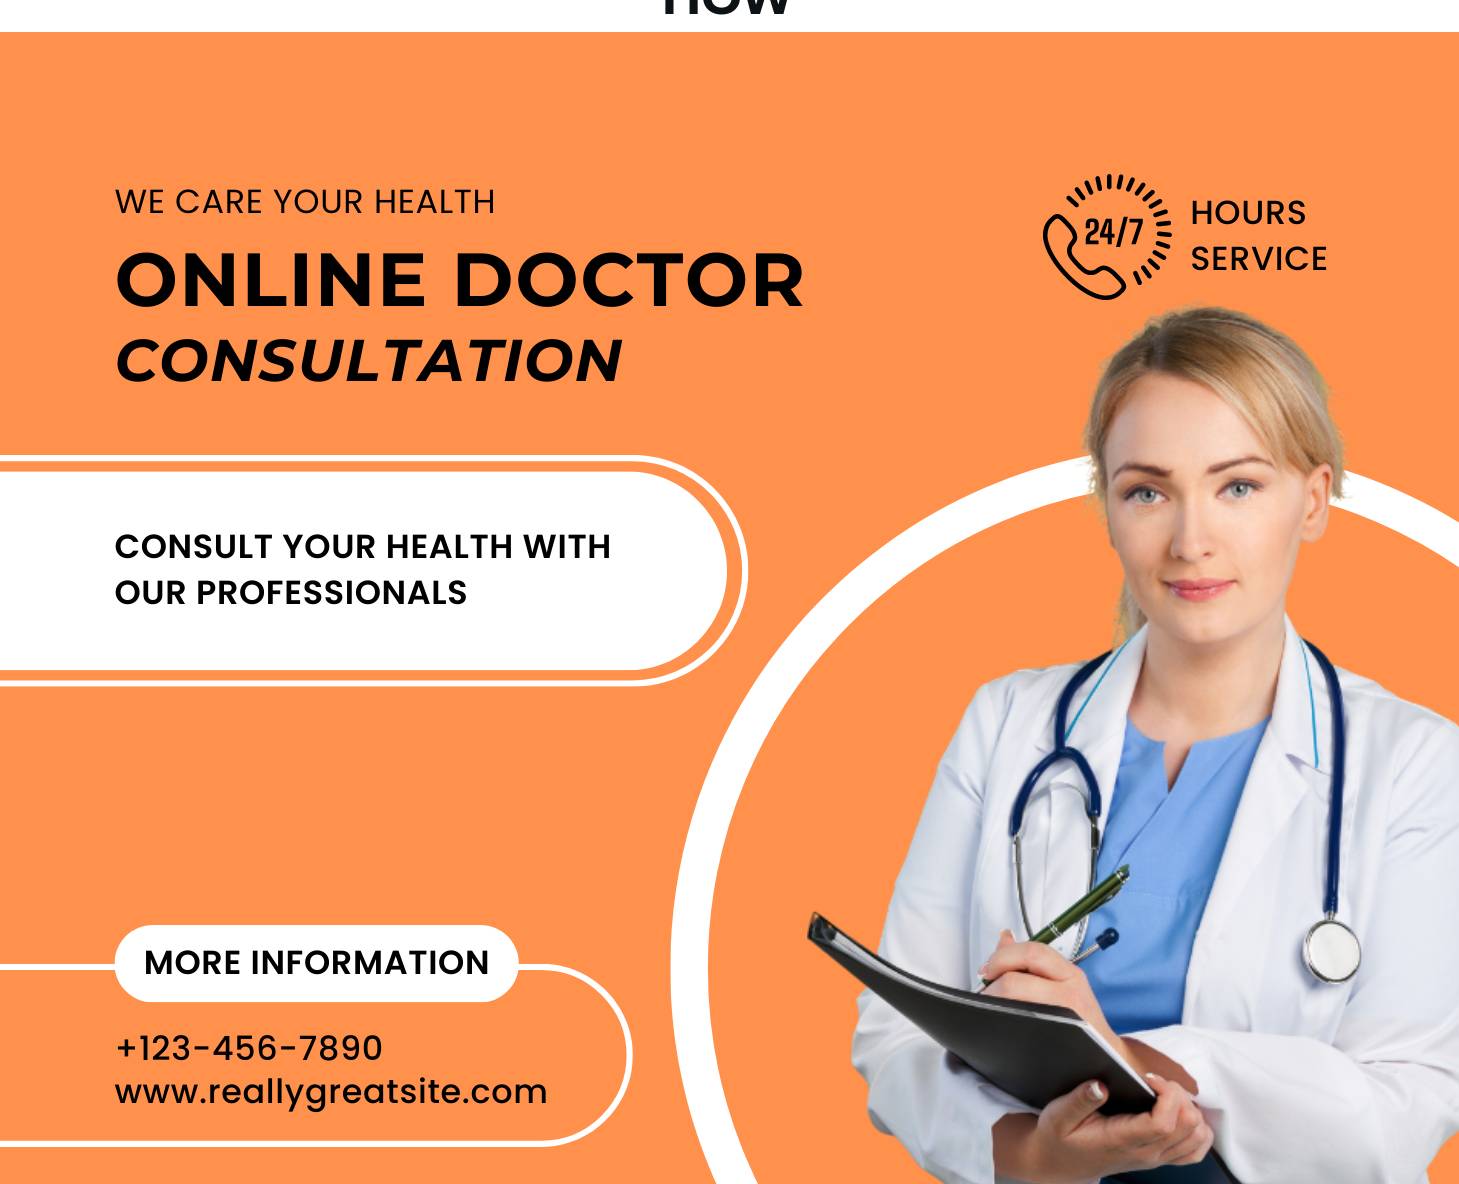 WE CARE YOUR HEALTH
ONLINE DOCTOR
CONSULTATION
24/7
HOURS
SERVICE
CONSULT YOUR HEALTH WITH
OUR PROFESSIONALS
MORE INFORMATION
+123-456-7890
www.reallygreatsite.com